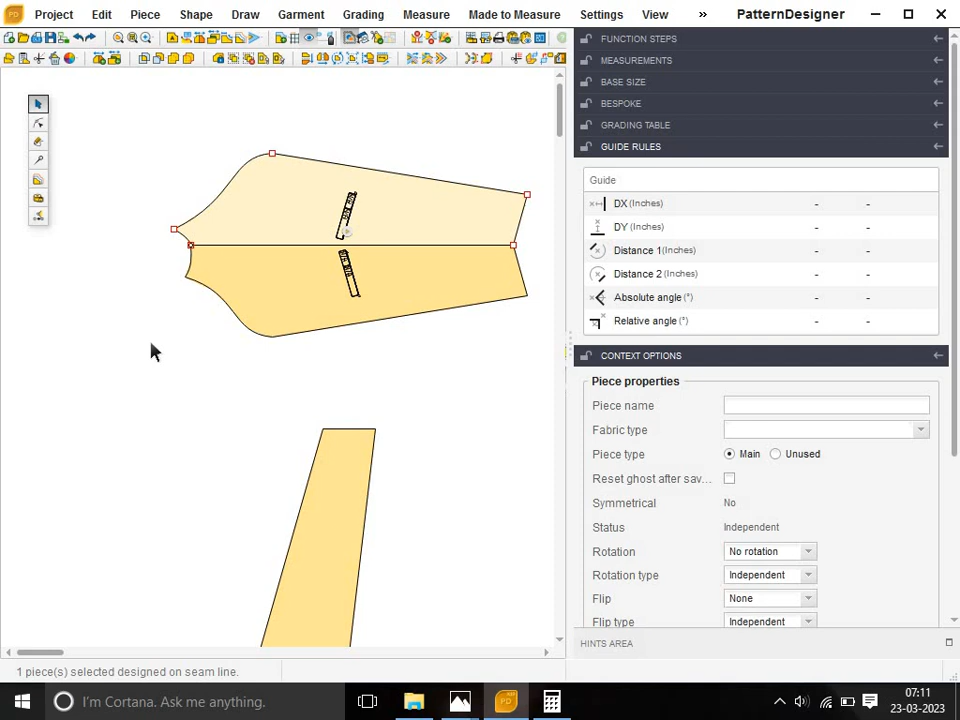 Project Edit Piece Shape Draw Garment Grading Measure Made to Measure Settings View » PatternDesigner
FUNCTION STEPS
MEASUREMENTS
BASE SIZE
BESPOKE
GRADING TABLE
GUIDE RULES
Guide
DX (Inches) - -
DY (Inches) - -
Distance 1(Inches) - -
Distance 2 (Inches) - -
Absolute angle (°) - -
Relative angle (°) - -
CONTEXT OPTIONS
Piece properties
Piece name
Fabric type
Piece type Main Unused
Reset ghost after sav...
Symmetrical No
Status Independent
Rotation No rotation
Rotation type Independent
Flip None
Flip type Independent
HINTS AREA
1 piece(s) selected designed on seam line.
I'm Cortana. Ask me anything.
07:11
23-03-2023